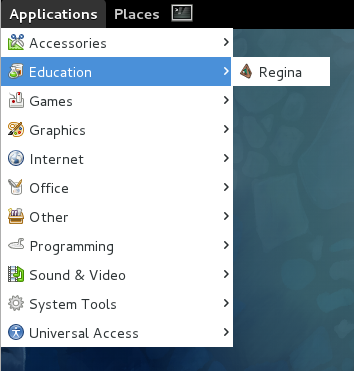 Applications Places
Accessories
Education
Regina
Games
Graphics
Internet
Office
Other
Programming
Sound & Video
System Tools
Universal Access